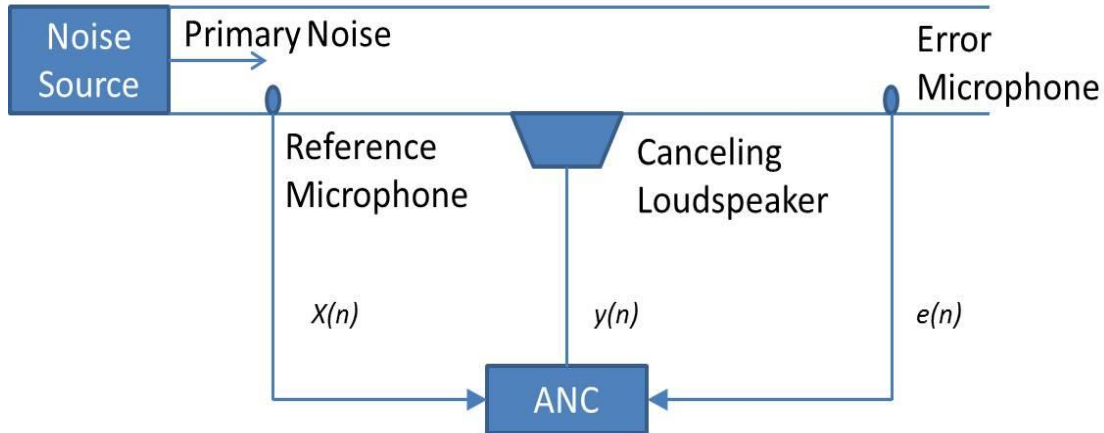 Noise
Source
Primary Noise
Error
Microphone
Reference
Microphone
Canceling
Loudspeaker
X(n)
y(n)
e(n)
ANC